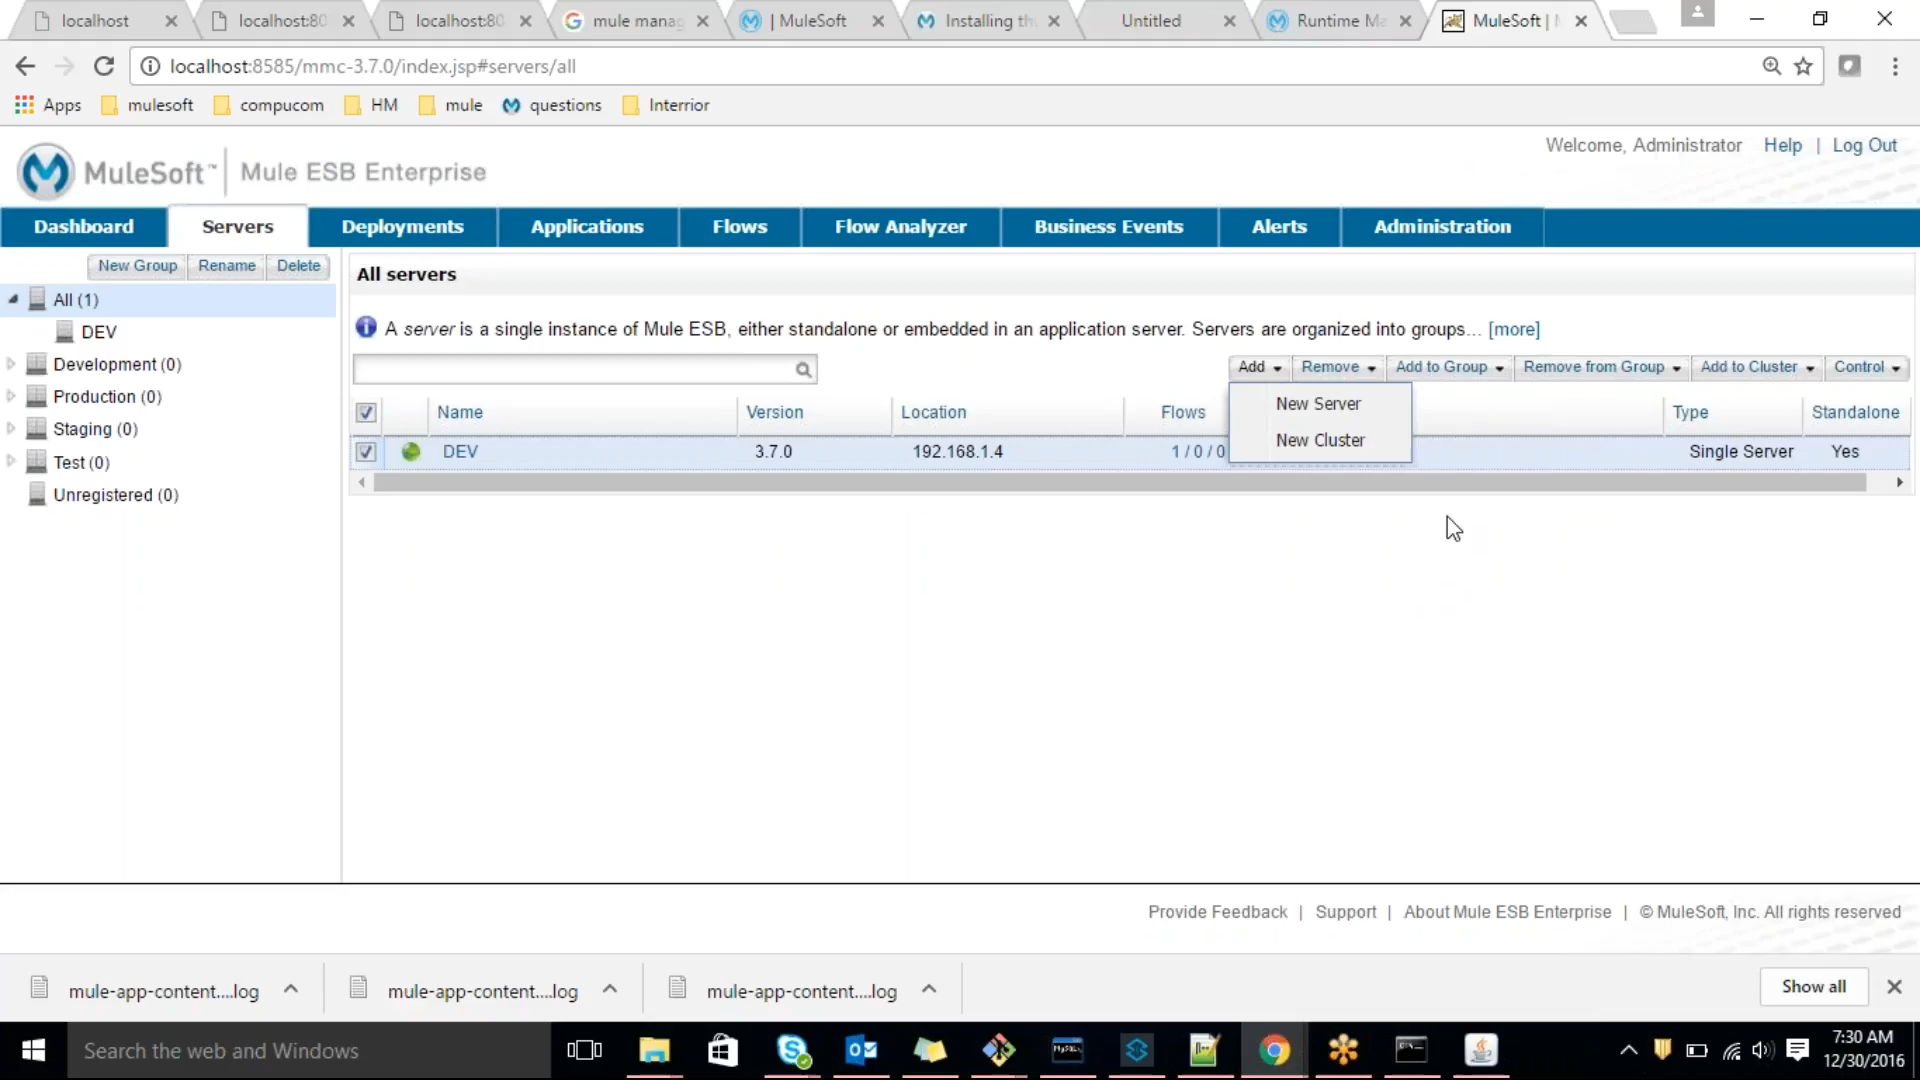 localhost
localhost:80
localhost:80
mule manag
| MuleSoft
Installing th
Untitled
Runtime Ma
MuleSoft |
localhost:8585/mmc-3.7.0/index.jsp#servers/all
Apps
mulesoft
compucom
HM
mule
questions
Interrior
Welcome, Administrator Help | Log Out
MuleSoft™ | Mule ESB Enterprise
Dashboard
Servers
Deployments
Applications
Flows
Flow Analyzer
Business Events
Alerts
Administration
New Group
Rename
Delete
All (1)
DEV
Development (0)
Production (0)
Staging (0)
Test (0)
Unregistered (0)
All servers
A server is a single instance of Mule ESB, either standalone or embedded in an application server. Servers are organized into groups... [more]
Add
Remove
Add to Group
Remove from Group
Add to Cluster
Control
New Server
New Cluster
Name
Version
Location
Flows
Type
Standalone
DEV
3.7.0
192.168.1.4
1 / 0 / 0
Single Server
Yes
Provide Feedback | Support | About Mule ESB Enterprise | © MuleSoft, Inc. All rights reserved
mule-app-content....log
mule-app-content....log
mule-app-content....log
Show all
Search the web and Windows
7:30 AM
12/30/2016